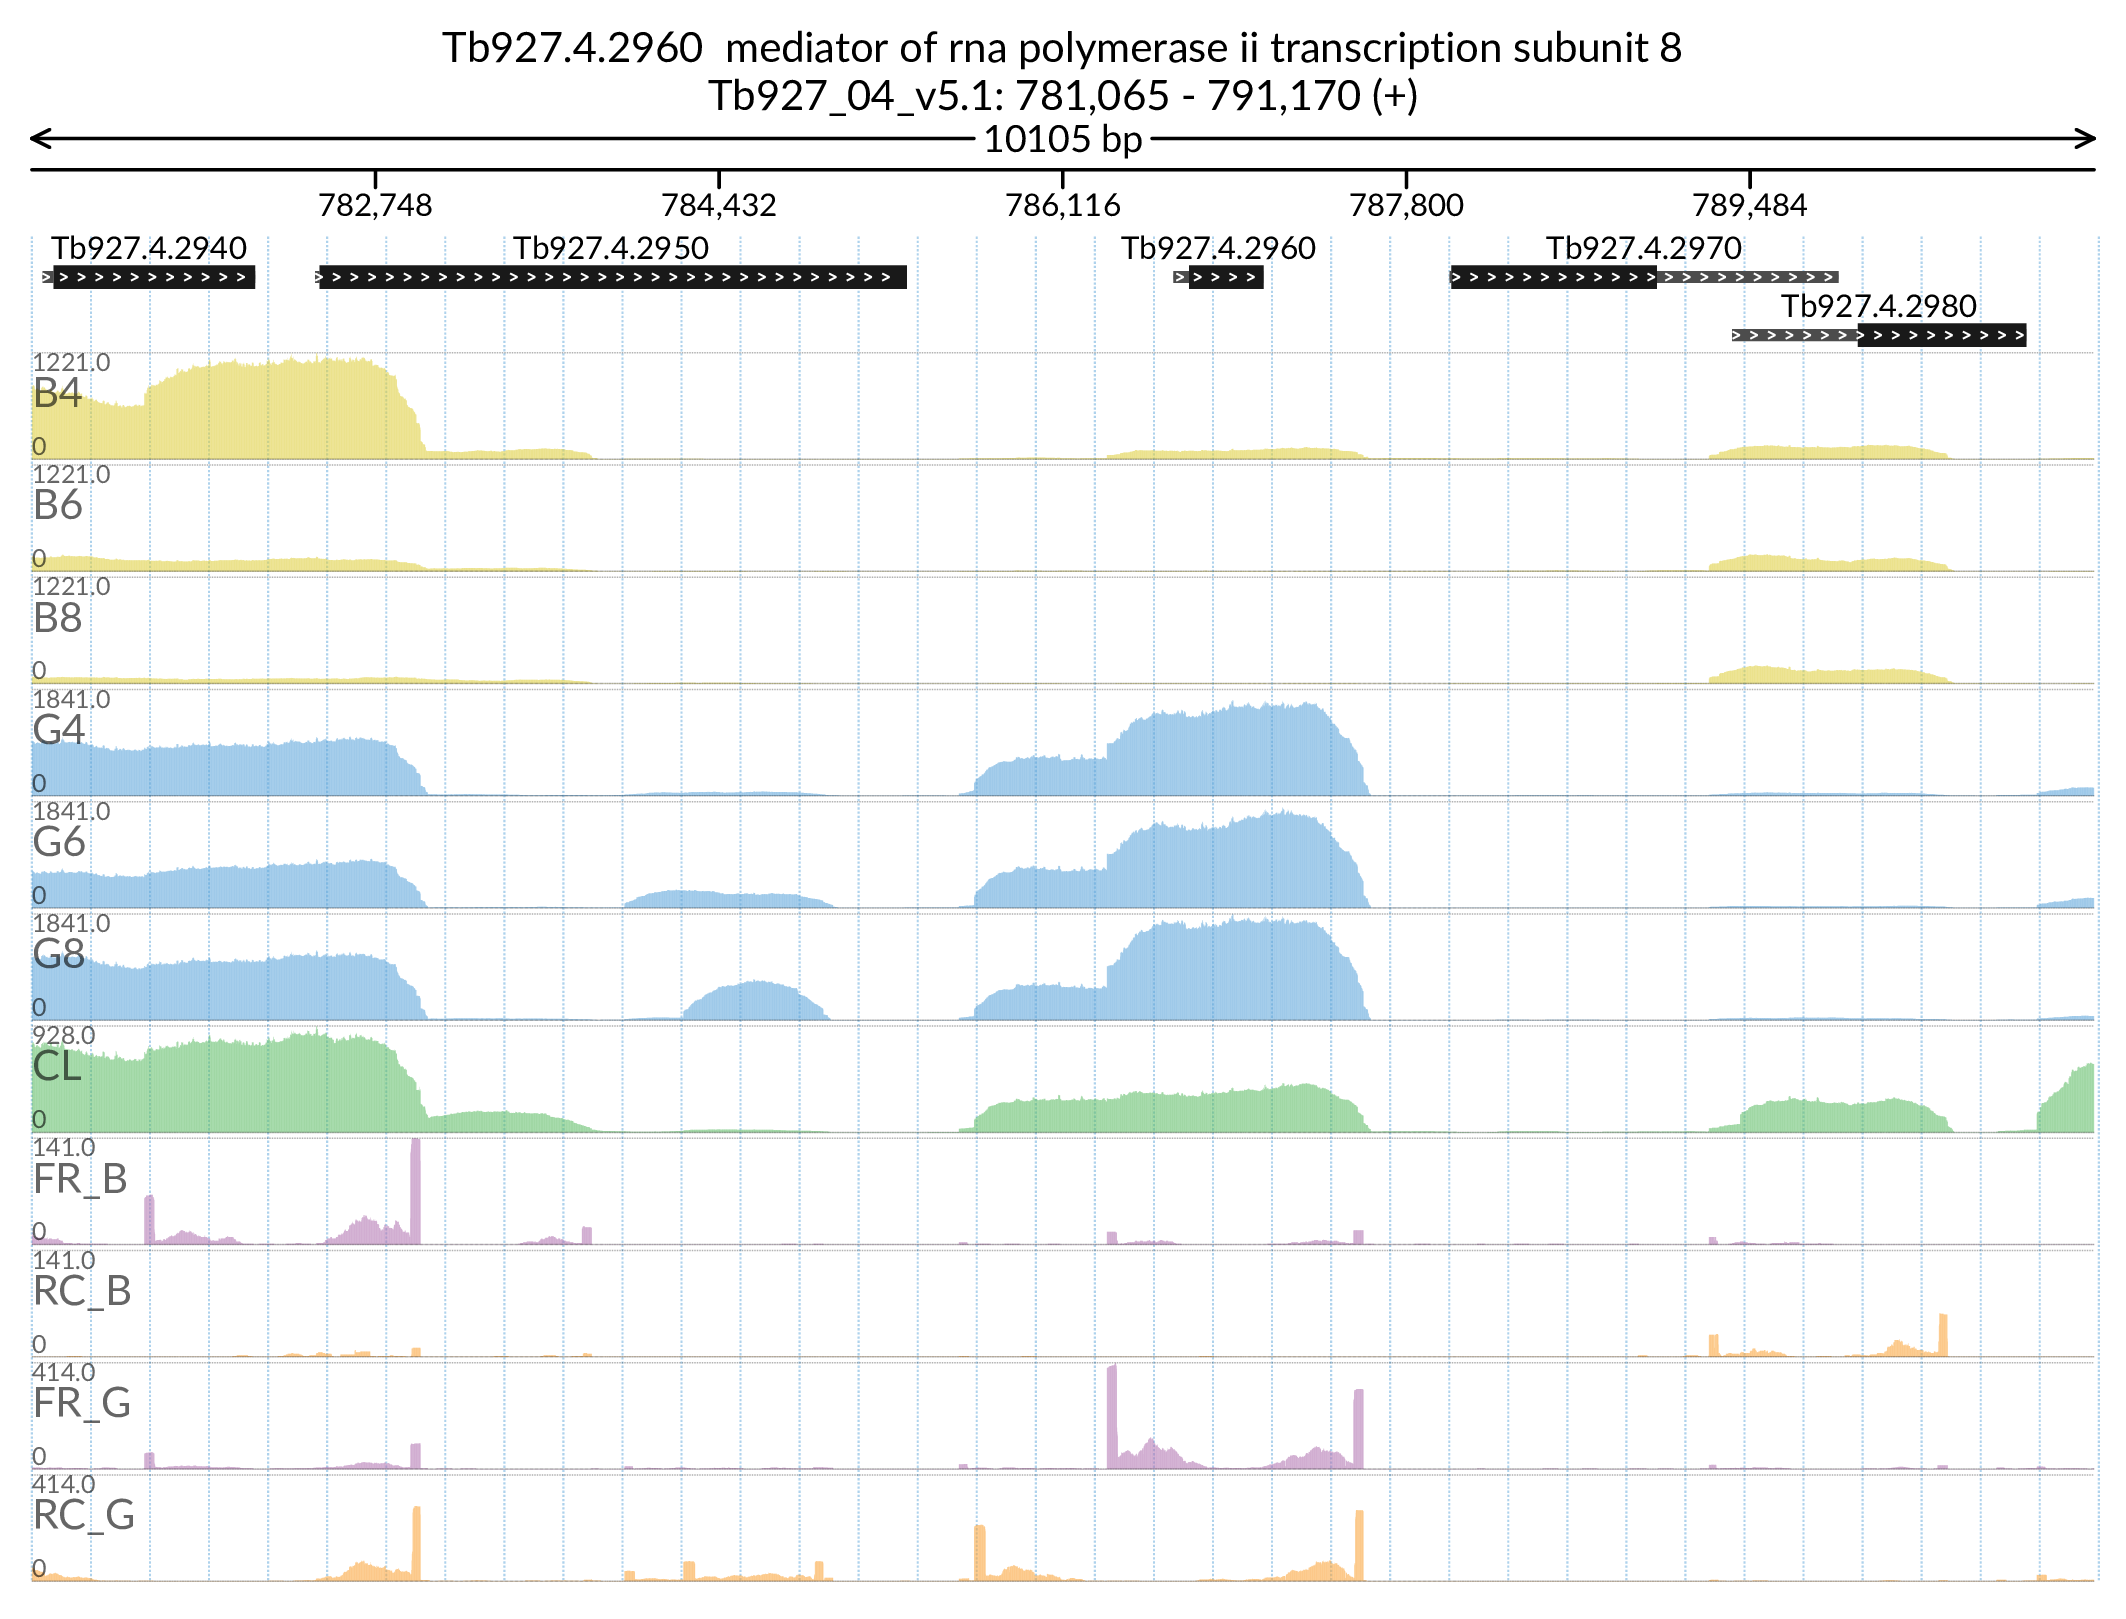 Tb927.4.2960  mediator of rna polymerase ii transcription subunit 8
Tb927_04_v5.1: 781,065 - 791,170 (+)
10105 bp
782,748 784,432 786,116 787,800 789,484
Tb927.4.2940 Tb927.4.2950 Tb927.4.2960 Tb927.4.2970
Tb927.4.2980
1221.0
B4
0
1221.0
B6
0
1221.0
B8
0
1841.0
G4
0
1841.0
G6
0
1841.0
G8
0
928.0
CL
0
141.0
FR_B
0
141.0
RC_B
0
414.0
FR_G
0
414.0
RC_G
0